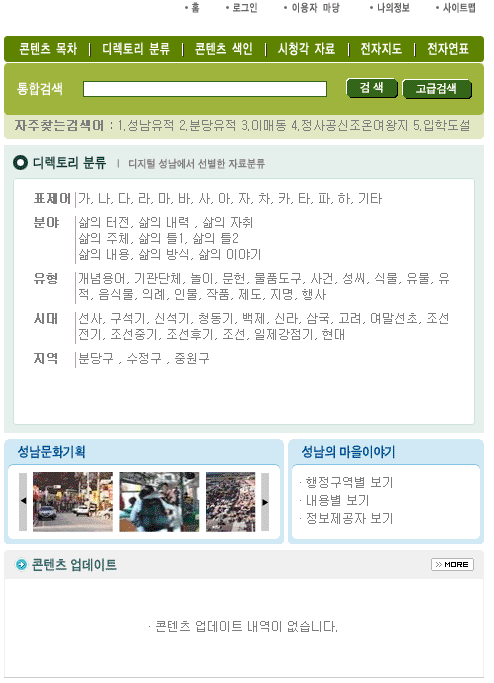 · 홈 · 로그인 · 이용자 마당 · 나의정보 · 사이트맵
콘텐츠 목차 | 디렉토리 분류 | 콘텐츠 색인 | 시청각 자료 | 전자지도 | 전자연표
통합검색 검 색 고급검색
자주찾는검색어 : 1.성남유적 2.분당유적 3.이매동 4.정사공신조온여왕지 5.입학도설
디렉토리 분류 | 디지털 성남에서 선별한 자료분류
표제어 가, 나, 다, 라, 마, 바, 사, 아, 자, 차, 카, 타, 파, 하, 기타
분야 삶의 터전, 삶의 내력 , 삶의 자취
삶의 주체, 삶의 틀1, 삶의 틀2
삶의 내용, 삶의 방식, 삶의 이야기
유형 개념용어, 기관단체, 놀이, 문헌, 물품도구, 사건, 성씨, 식물, 유물, 유
적, 음식물, 의례, 인물, 작품, 제도, 지명, 행사
시대 선사, 구석기, 신석기, 청동기, 백제, 신라, 삼국, 고려, 여말선초, 조선
전기, 조선중기, 조선후기, 조선, 일제강점기, 현대
지역 분당구 , 수정구 , 중원구
성남문화기획
성남의 마을이야기
· 행정구역별 보기
· 내용별 보기
· 정보제공자 보기
콘텐츠 업데이트 >> MORE
· 콘텐츠 업데이트 내역이 없습니다.